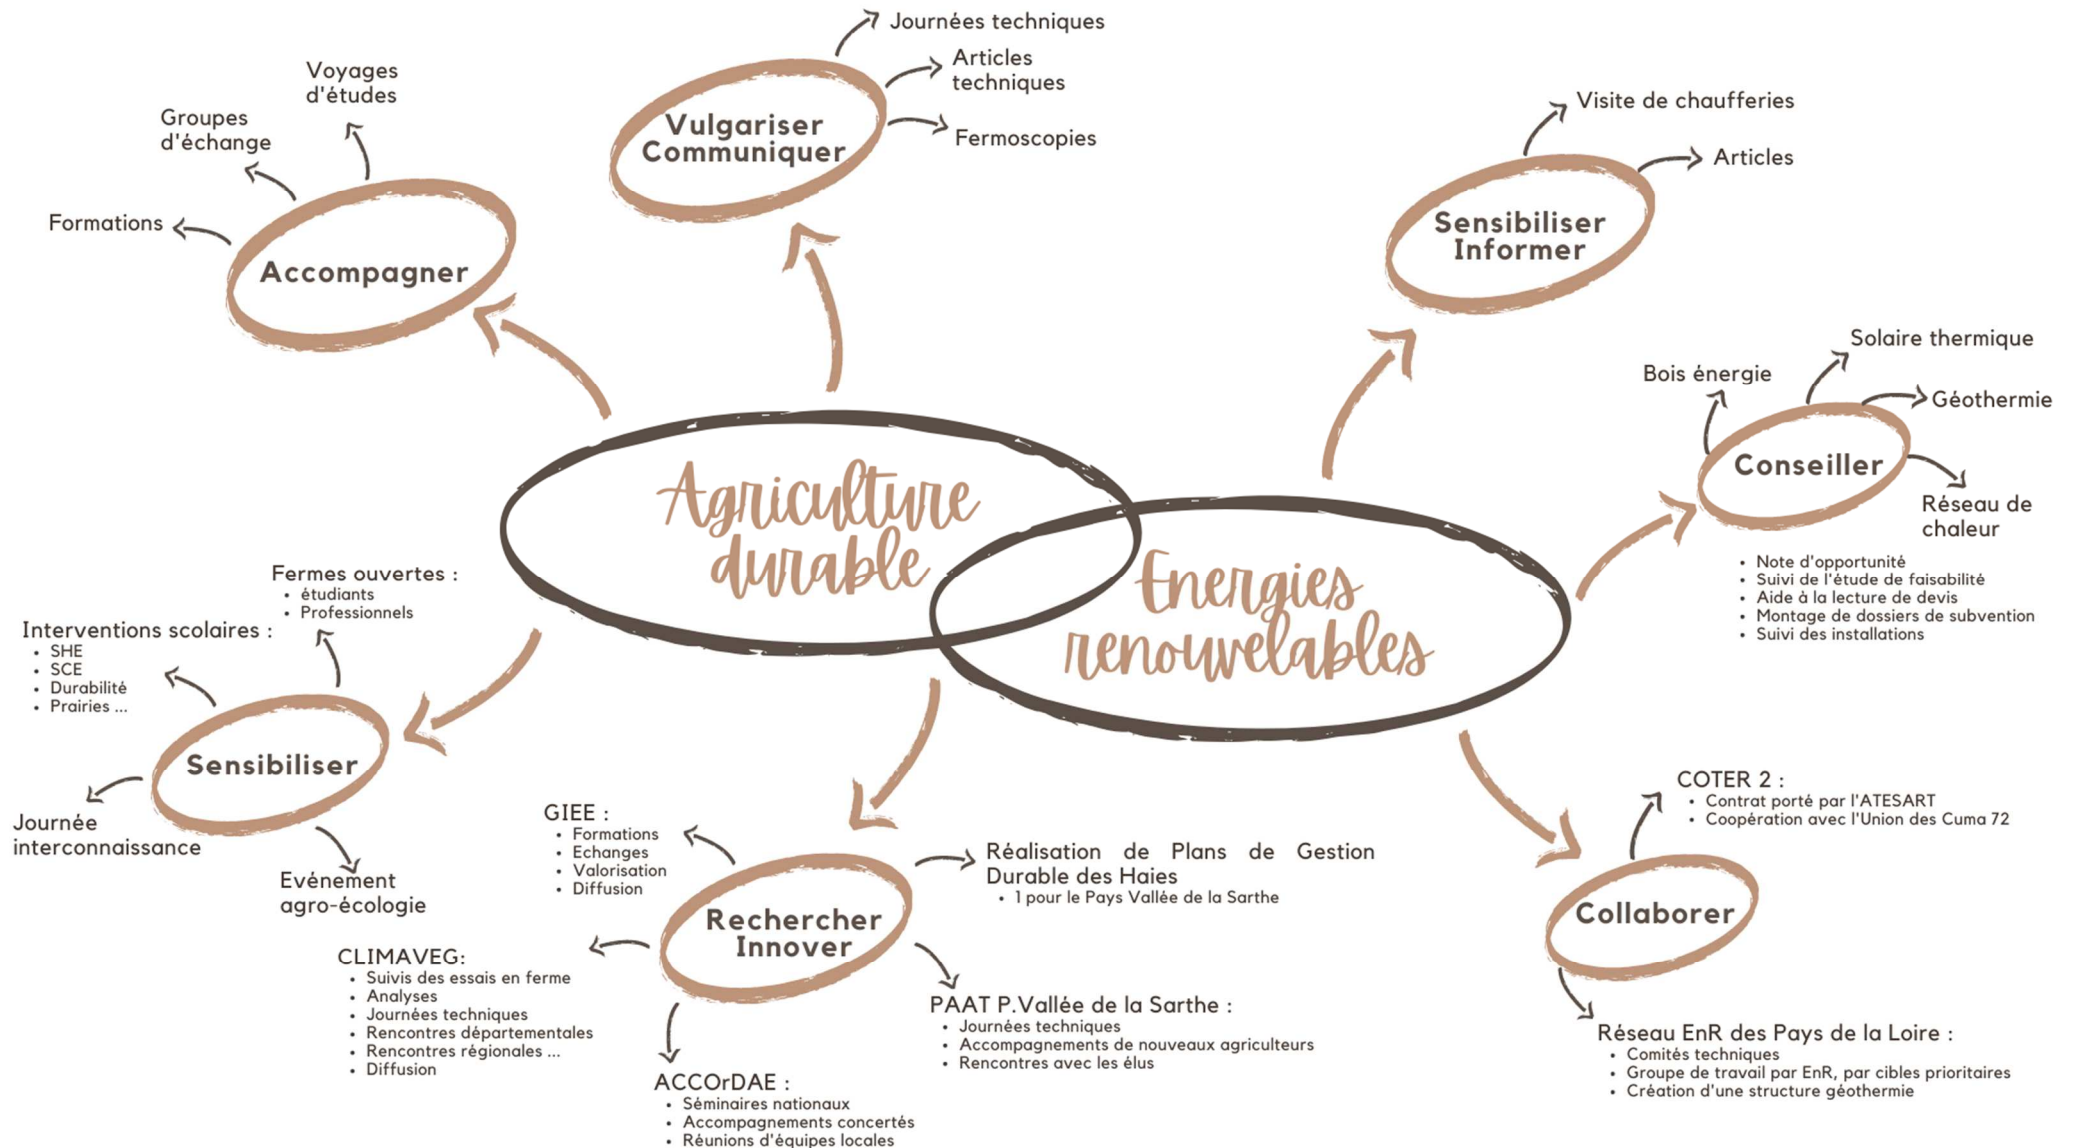 Journées techniques
Articles
techniques
Fermoscopies
Vulgariser
Communiquer
Voyages
d'études
Groupes
d'échange
Formations
Accompagner
Visite de chaufferies
Articles
Sensibiliser
Informer
Solaire thermique
Bois énergie
Géothermie
Conseiller
Réseau de
chaleur
• Note d'opportunité
• Suivi de l'étude de faisabilité
• Aide à la lecture de devis
• Montage de dossiers de subvention
• Suivi des installations
Agriculture
durable
Energies
renouvelables
Fermes ouvertes :
• étudiants
• Professionnels
Interventions scolaires :
• SHE
• SCE
• Durabilité
• Prairies ...
Sensibiliser
Journée
interconnaissance
Evénement
agro-écologie
GIEE :
• Formations
• Echanges
• Valorisation
• Diffusion
Réalisation de Plans de Gestion
Durable des Haies
• 1 pour le Pays Vallée de la Sarthe
Rechercher
Innover
CLIMAVEG:
• Suivis des essais en ferme
• Analyses
• Journées techniques
• Rencontres départementales
• Rencontres régionales ...
• Diffusion
PAAT P.Vallée de la Sarthe :
• Journées techniques
• Accompagnements de nouveaux agriculteurs
• Rencontres avec les élus
ACCOrDAE :
• Séminaires nationaux
• Accompagnements concertés
• Réunions d'équipes locales
COTER 2 :
• Contrat porté par l'ATESART
• Coopération avec l'Union des Cuma 72
Collaborer
Réseau EnR des Pays de la Loire :
• Comités techniques
• Groupe de travail par EnR, par cibles prioritaires
• Création d'une structure géothermie